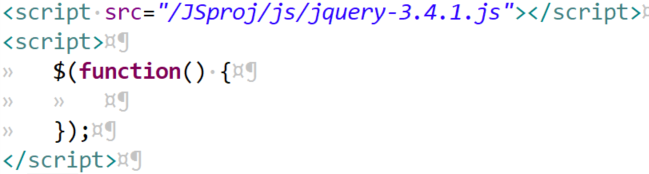 <script src="/JSproj/js/jquery-3.4.1.js"></script>¤
<script>¤¶
»   $(function() {¤¶
»   »   ¤¶
»   });¤¶
</script>¤¶